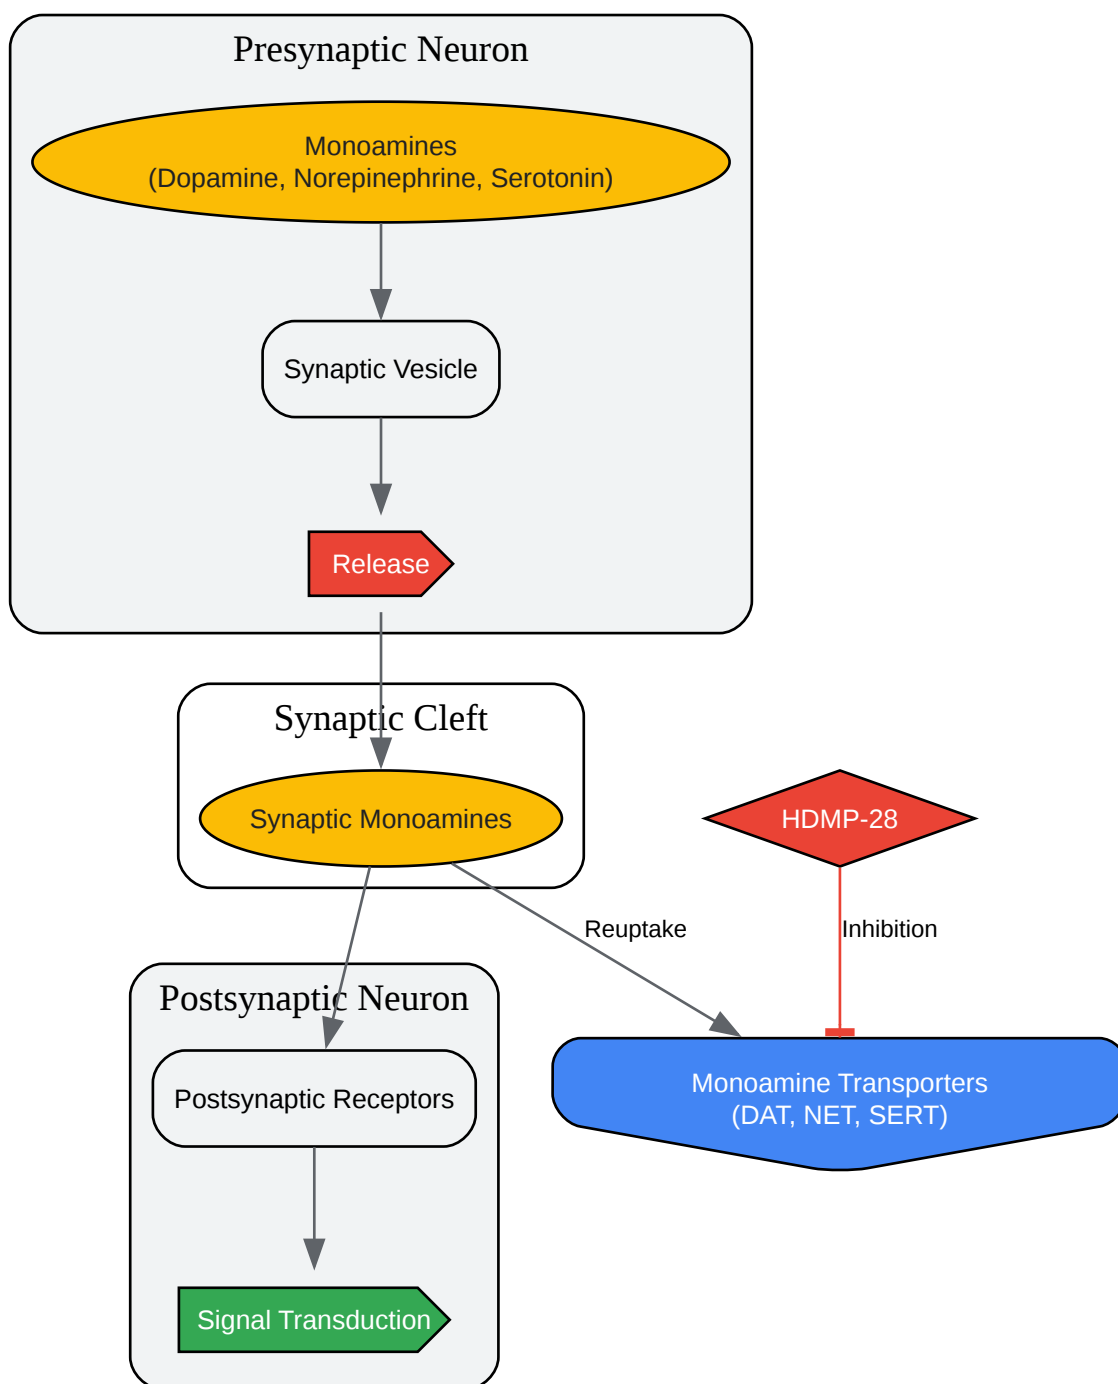 Presynaptic Neuron
Monoamines
(Dopamine, Norepinephrine, Serotonin)
Synaptic Vesicle
Release
Synaptic Cleft
Synaptic Monoamines
HDMP-28
Reuptake
Inhibition
Postsynaptic Neuron
Postsynaptic Receptors
Monoamine Transporters
(DAT, NET, SERT)
Signal Transduction